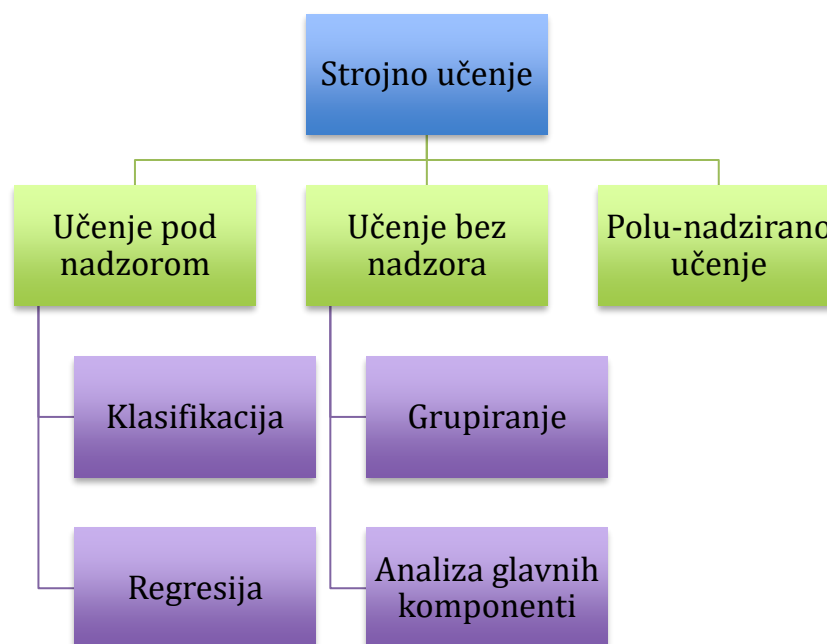 Strojno učenje
Učenje pod
nadzorom
Učenje bez
nadzora
Polu-nadzirano
učenje
Klasifikacija
Grupiranje
Regresija
Analiza glavnih
komponenti